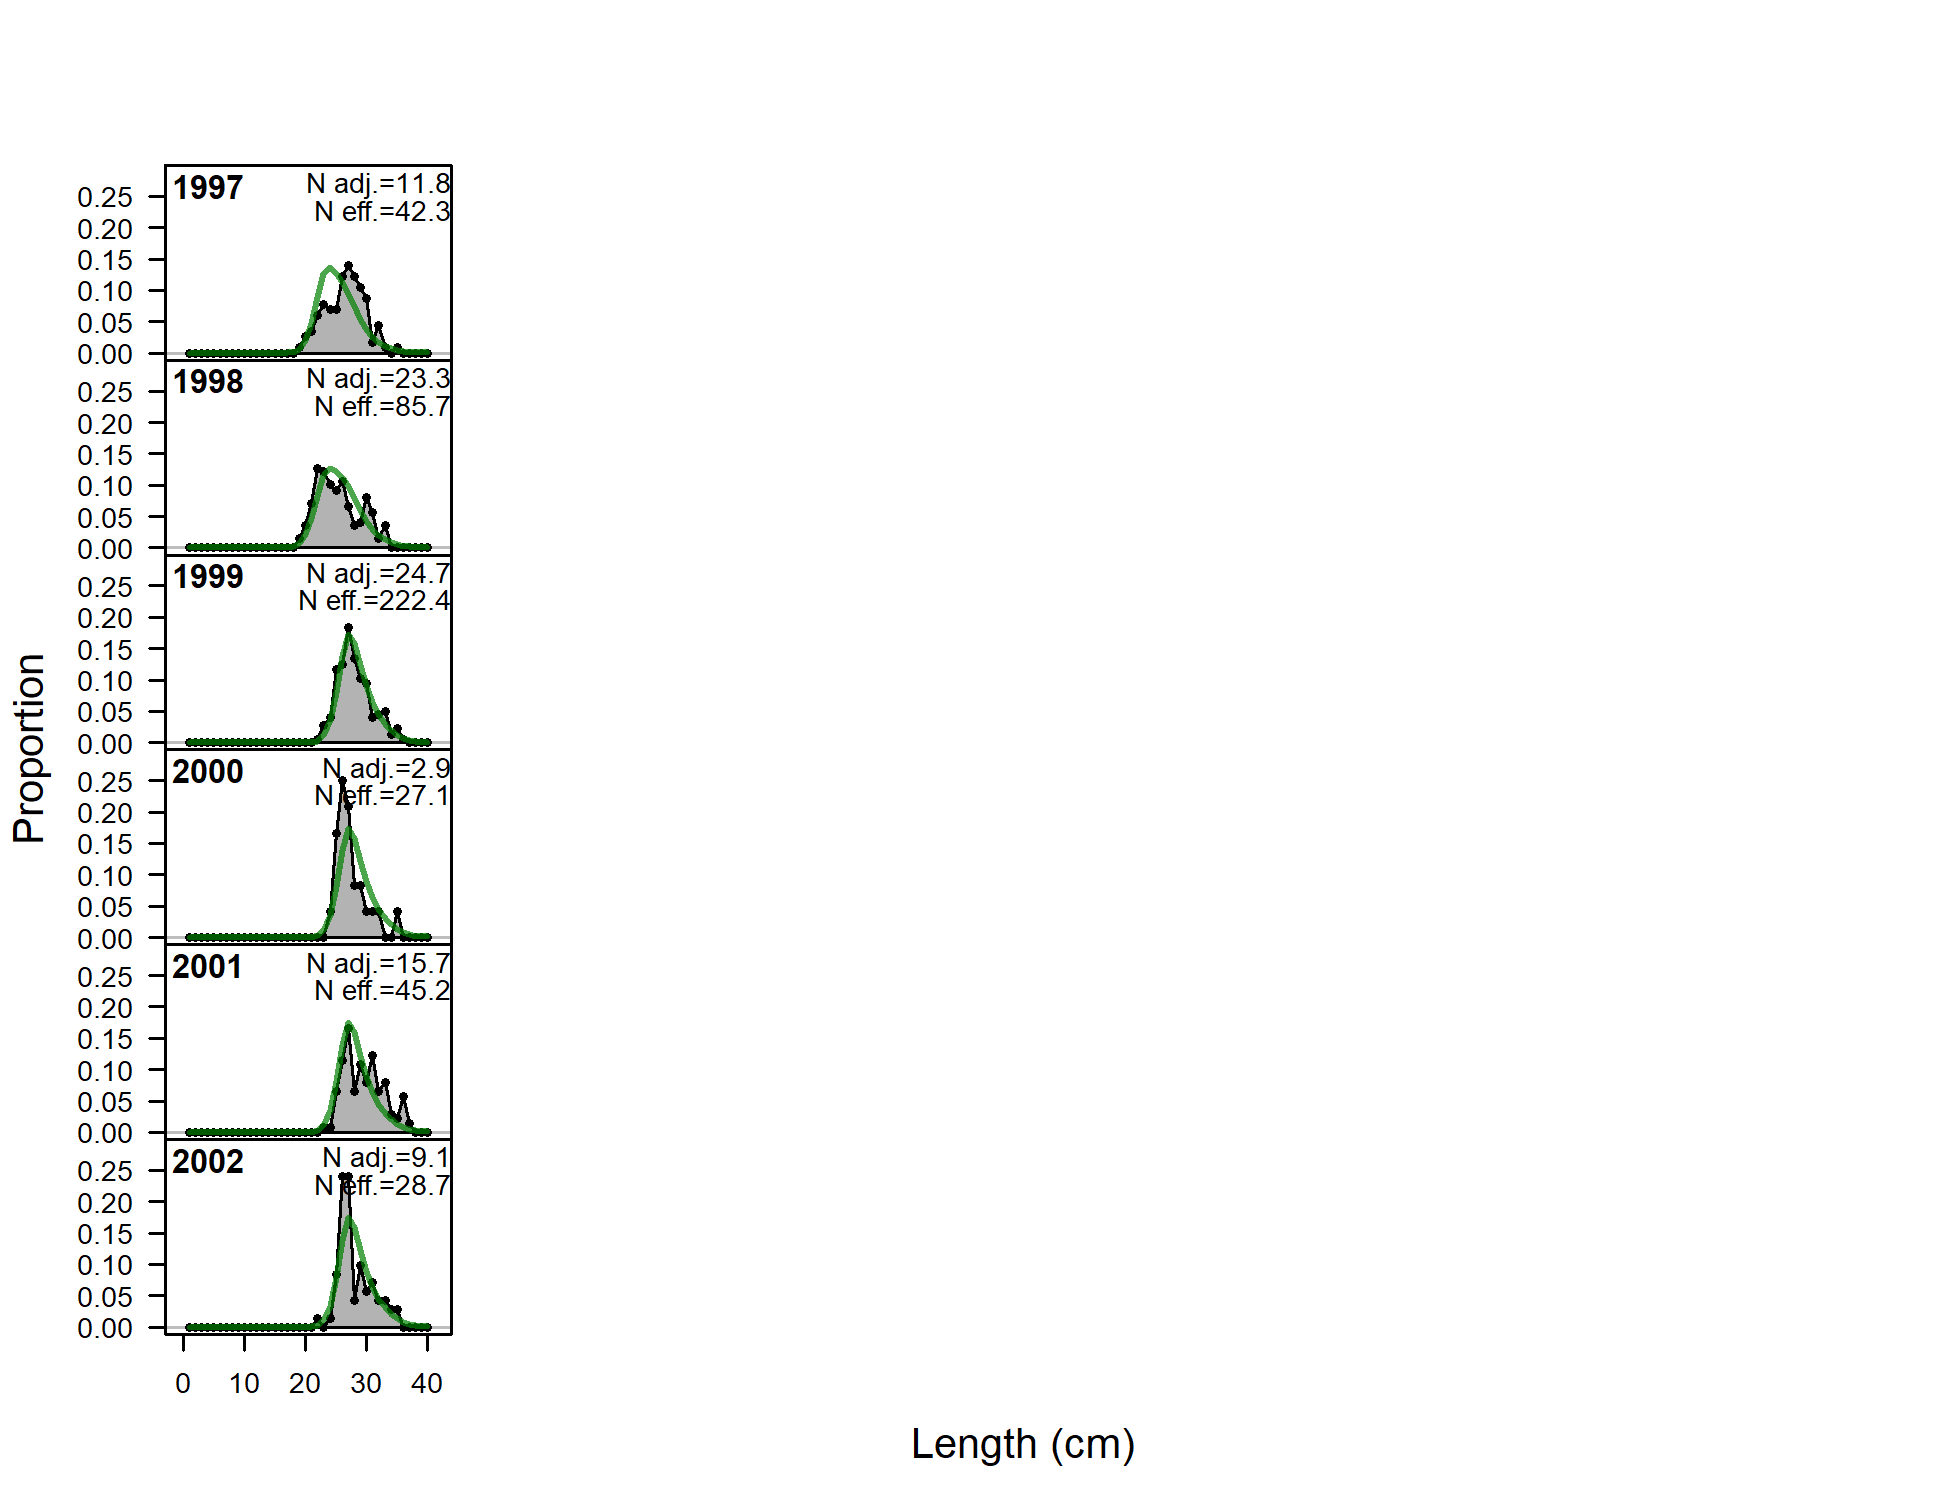 Proportion
1997
N adj.=11.8
N eff.=42.3
0.25
0.20
0.15
0.10
0.05
0.00
1998
N adj.=23.3
N eff.=85.7
0.25
0.20
0.15
0.10
0.05
0.00
1999
N adj.=24.7
N eff.=222.4
0.25
0.20
0.15
0.10
0.05
0.00
2000
N adj.=2.9
N eff.=27.1
0.25
0.20
0.15
0.10
0.05
0.00
2001
N adj.=15.7
N eff.=45.2
0.25
0.20
0.15
0.10
0.05
0.00
2002
N adj.=9.1
N eff.=28.7
0.25
0.20
0.15
0.10
0.05
0.00
0 10 20 30 40
Length (cm)